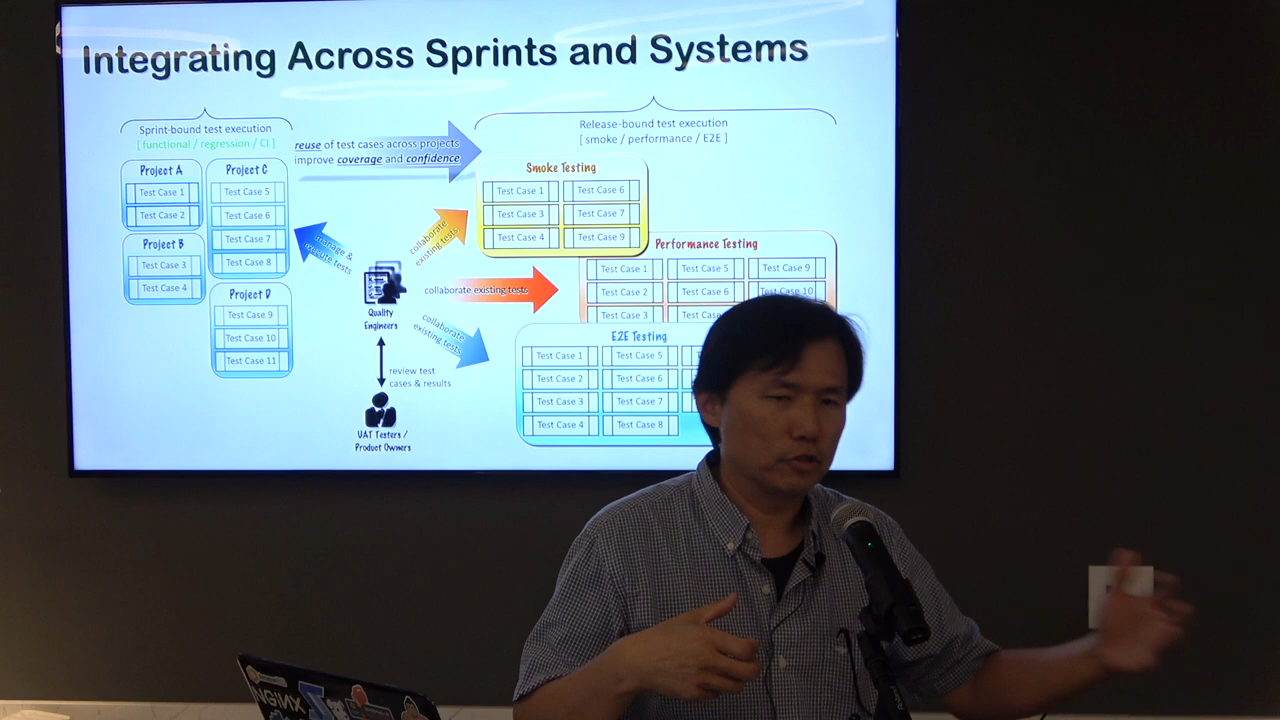 Integrating Across Sprints and Systems
Sprint-bound test execution
[ functional / regression / CI ]
reuse of test cases across projects
improve coverage and confidence
Release-bound test execution
[ smoke / performance / E2E ]
Project A
Test Case 1
Test Case 2
Project B
Test Case 3
Test Case 4
Project C
Test Case 5
Test Case 6
Test Case 7
Test Case 8
Project D
Test Case 9
Test Case 10
Test Case 11
manage &
execute tests
collaborate
existing tests
collaborate existing tests
collaborate
existing tests
Quality
Engineers
review test
cases & results
UAT Testers /
Product Owners
Smoke Testing
Test Case 1
Test Case 6
Test Case 3
Test Case 7
Test Case 4
Test Case 9
Performance Testing
Test Case 1
Test Case 5
Test Case 9
Test Case 2
Test Case 6
Test Case 10
Test Case 3
Test Case
E2E Testing
Test Case 1
Test Case 5
Test Case 2
Test Case 6
Test Case 3
Test Case 7
Test Case 4
Test Case 8
NGINX